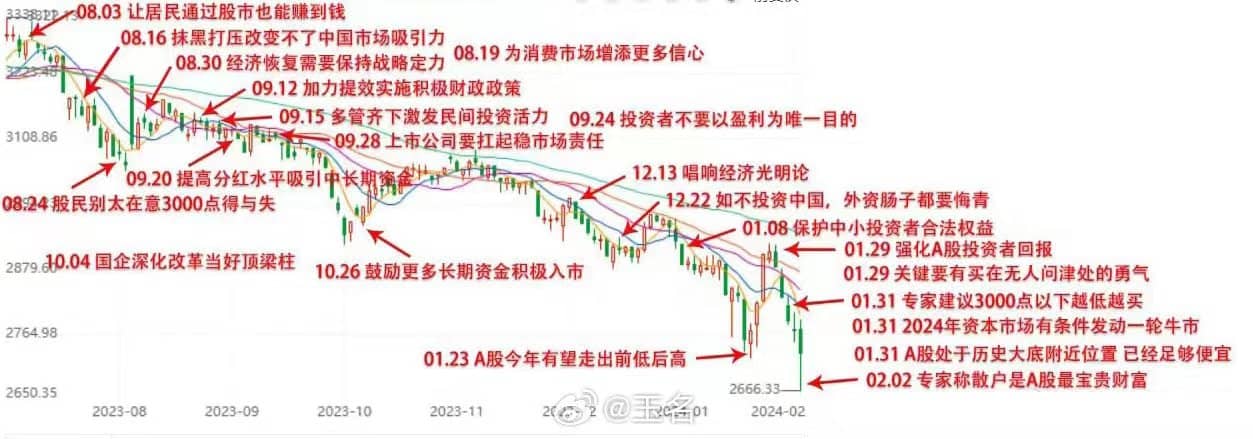 08.03 让居民通过股市也能赚到钱
08.16 抹黑打压改变不了中国市场吸引力
08.19 为消费市场增添更多信心
08.30 经济恢复需要保持战略定力
3223.48
09.12 加力提效实施积极财政政策
09.15 多管齐下激发民间投资活力
09.24 投资者不要以盈利为唯一目的
3108.86
09.28 上市公司要扛起稳市场责任
12.13 唱响经济光明论
09.20 提高分红水平吸引中长期资金
08.24 股民别太在意3000点得与失
12.22 如不投资中国，外资肠子都要悔青
01.08 保护中小投资者合法权益
01.29 强化A股投资者回报
10.04 国企深化改革当好顶梁柱
2879.60
10.26 鼓励更多长期资金积极入市
01.29 关键要有买在无人问津处的勇气
01.31 专家建议3000点以下越低越买
2764.98
01.31 2024年资本市场有条件发动一轮牛市
01.23 A股今年有望走出前低后高
01.31 A股处于历史大底附近位置 已经足够便宜
02.02 专家称散户是A股最宝贵财富
2666.33
2650.35
2023-08
2023-09
2023-10
2023-11
2024-01
2024-02
@王名